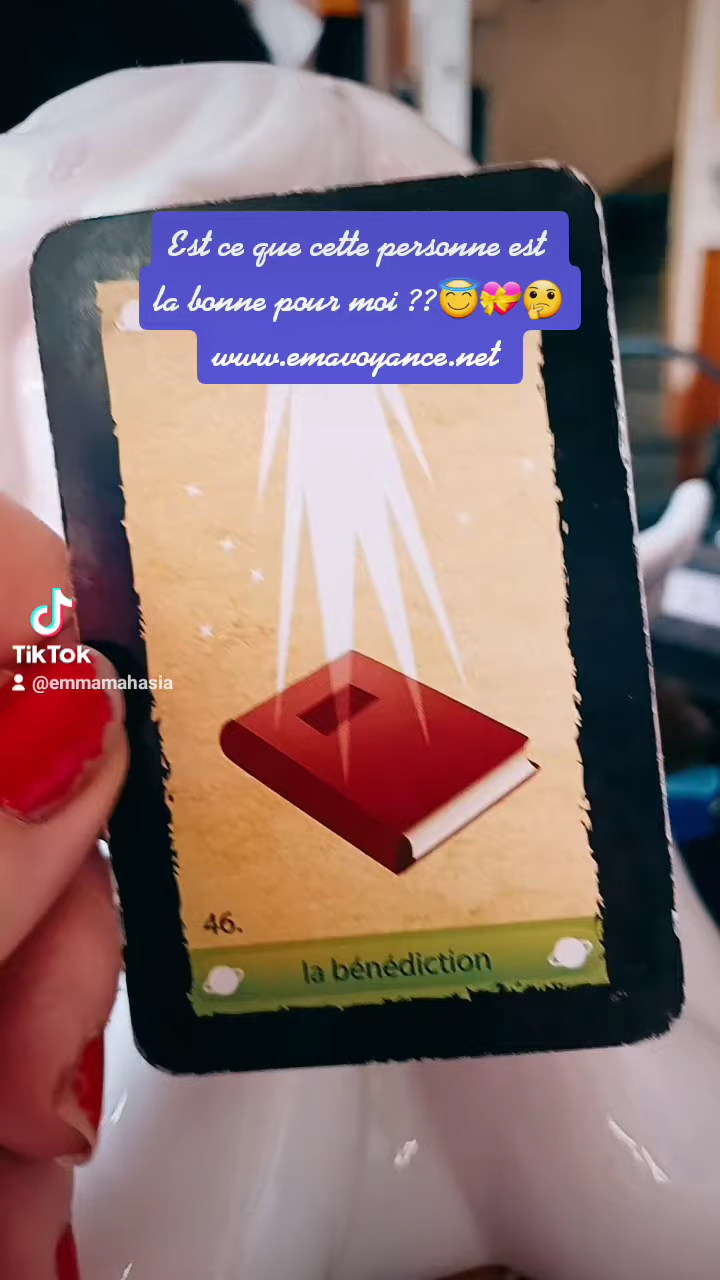 Est ce que cette personne est
la bonne pour moi ??😇💝🤔
www.emavoyance.net
TikTok
@emmamahasia
46.
la bénédiction